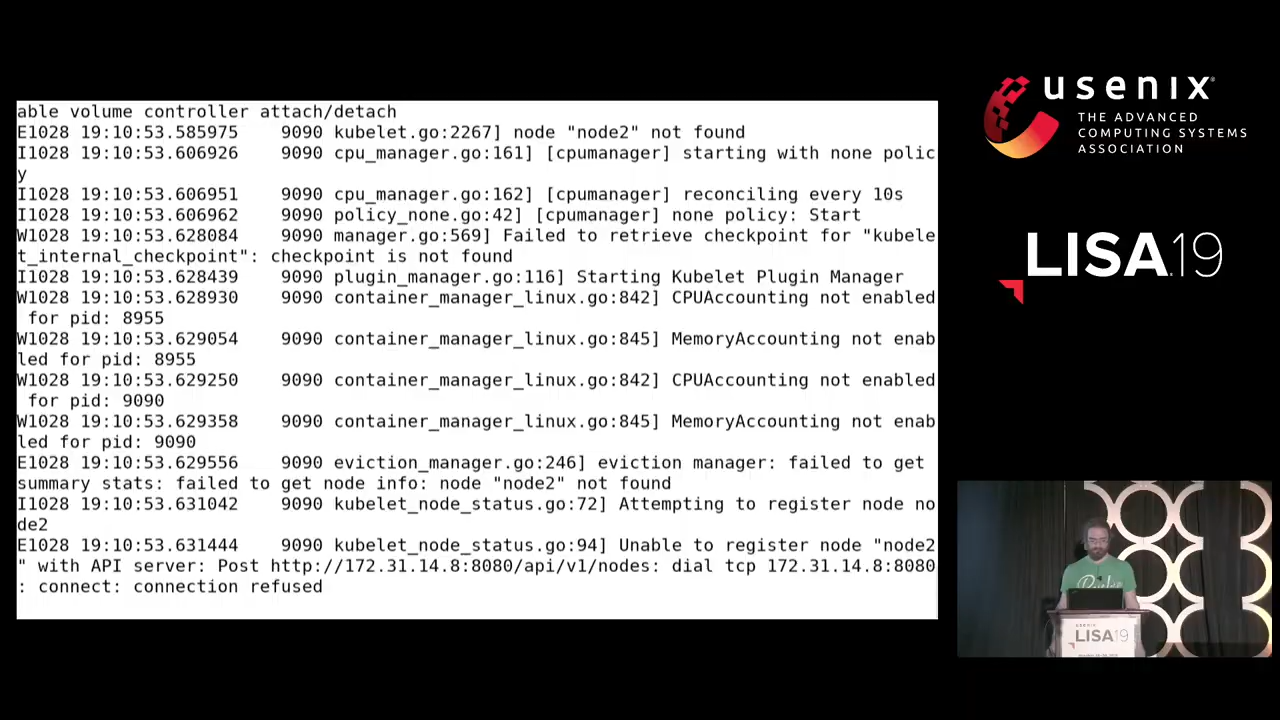 able volume controller attach/detach
E1028 19:10:53.585975    9090 kubelet.go:2267] node "node2" not found
I1028 19:10:53.606926    9090 cpu_manager.go:161] [cpumanager] starting with none polic
y
I1028 19:10:53.606951    9090 cpu_manager.go:162] [cpumanager] reconciling every 10s
I1028 19:10:53.606962    9090 policy_none.go:42] [cpumanager] none policy: Start
W1028 19:10:53.628084    9090 manager.go:569] Failed to retrieve checkpoint for "kubele
t_internal_checkpoint": checkpoint is not found
I1028 19:10:53.628439    9090 plugin_manager.go:116] Starting Kubelet Plugin Manager
W1028 19:10:53.628930    9090 container_manager_linux.go:842] CPUAccounting not enabled
 for pid: 8955
W1028 19:10:53.629054    9090 container_manager_linux.go:845] MemoryAccounting not enab
led for pid: 8955
W1028 19:10:53.629250    9090 container_manager_linux.go:842] CPUAccounting not enabled
 for pid: 9090
W1028 19:10:53.629358    9090 container_manager_linux.go:845] MemoryAccounting not enab
led for pid: 9090
E1028 19:10:53.629556    9090 eviction_manager.go:246] eviction manager: failed to get
summary stats: failed to get node info: node "node2" not found
I1028 19:10:53.631042    9090 kubelet_node_status.go:72] Attempting to register node no
de2
E1028 19:10:53.631444    9090 kubelet_node_status.go:94] Unable to register node "node2
" with API server: Post http://172.31.14.8:8080/api/v1/nodes: dial tcp 172.31.14.8:8080
: connect: connection refused
usenix
THE ADVANCED
COMPUTING SYSTEMS
ASSOCIATION
LISA19
USENIX
LISA19